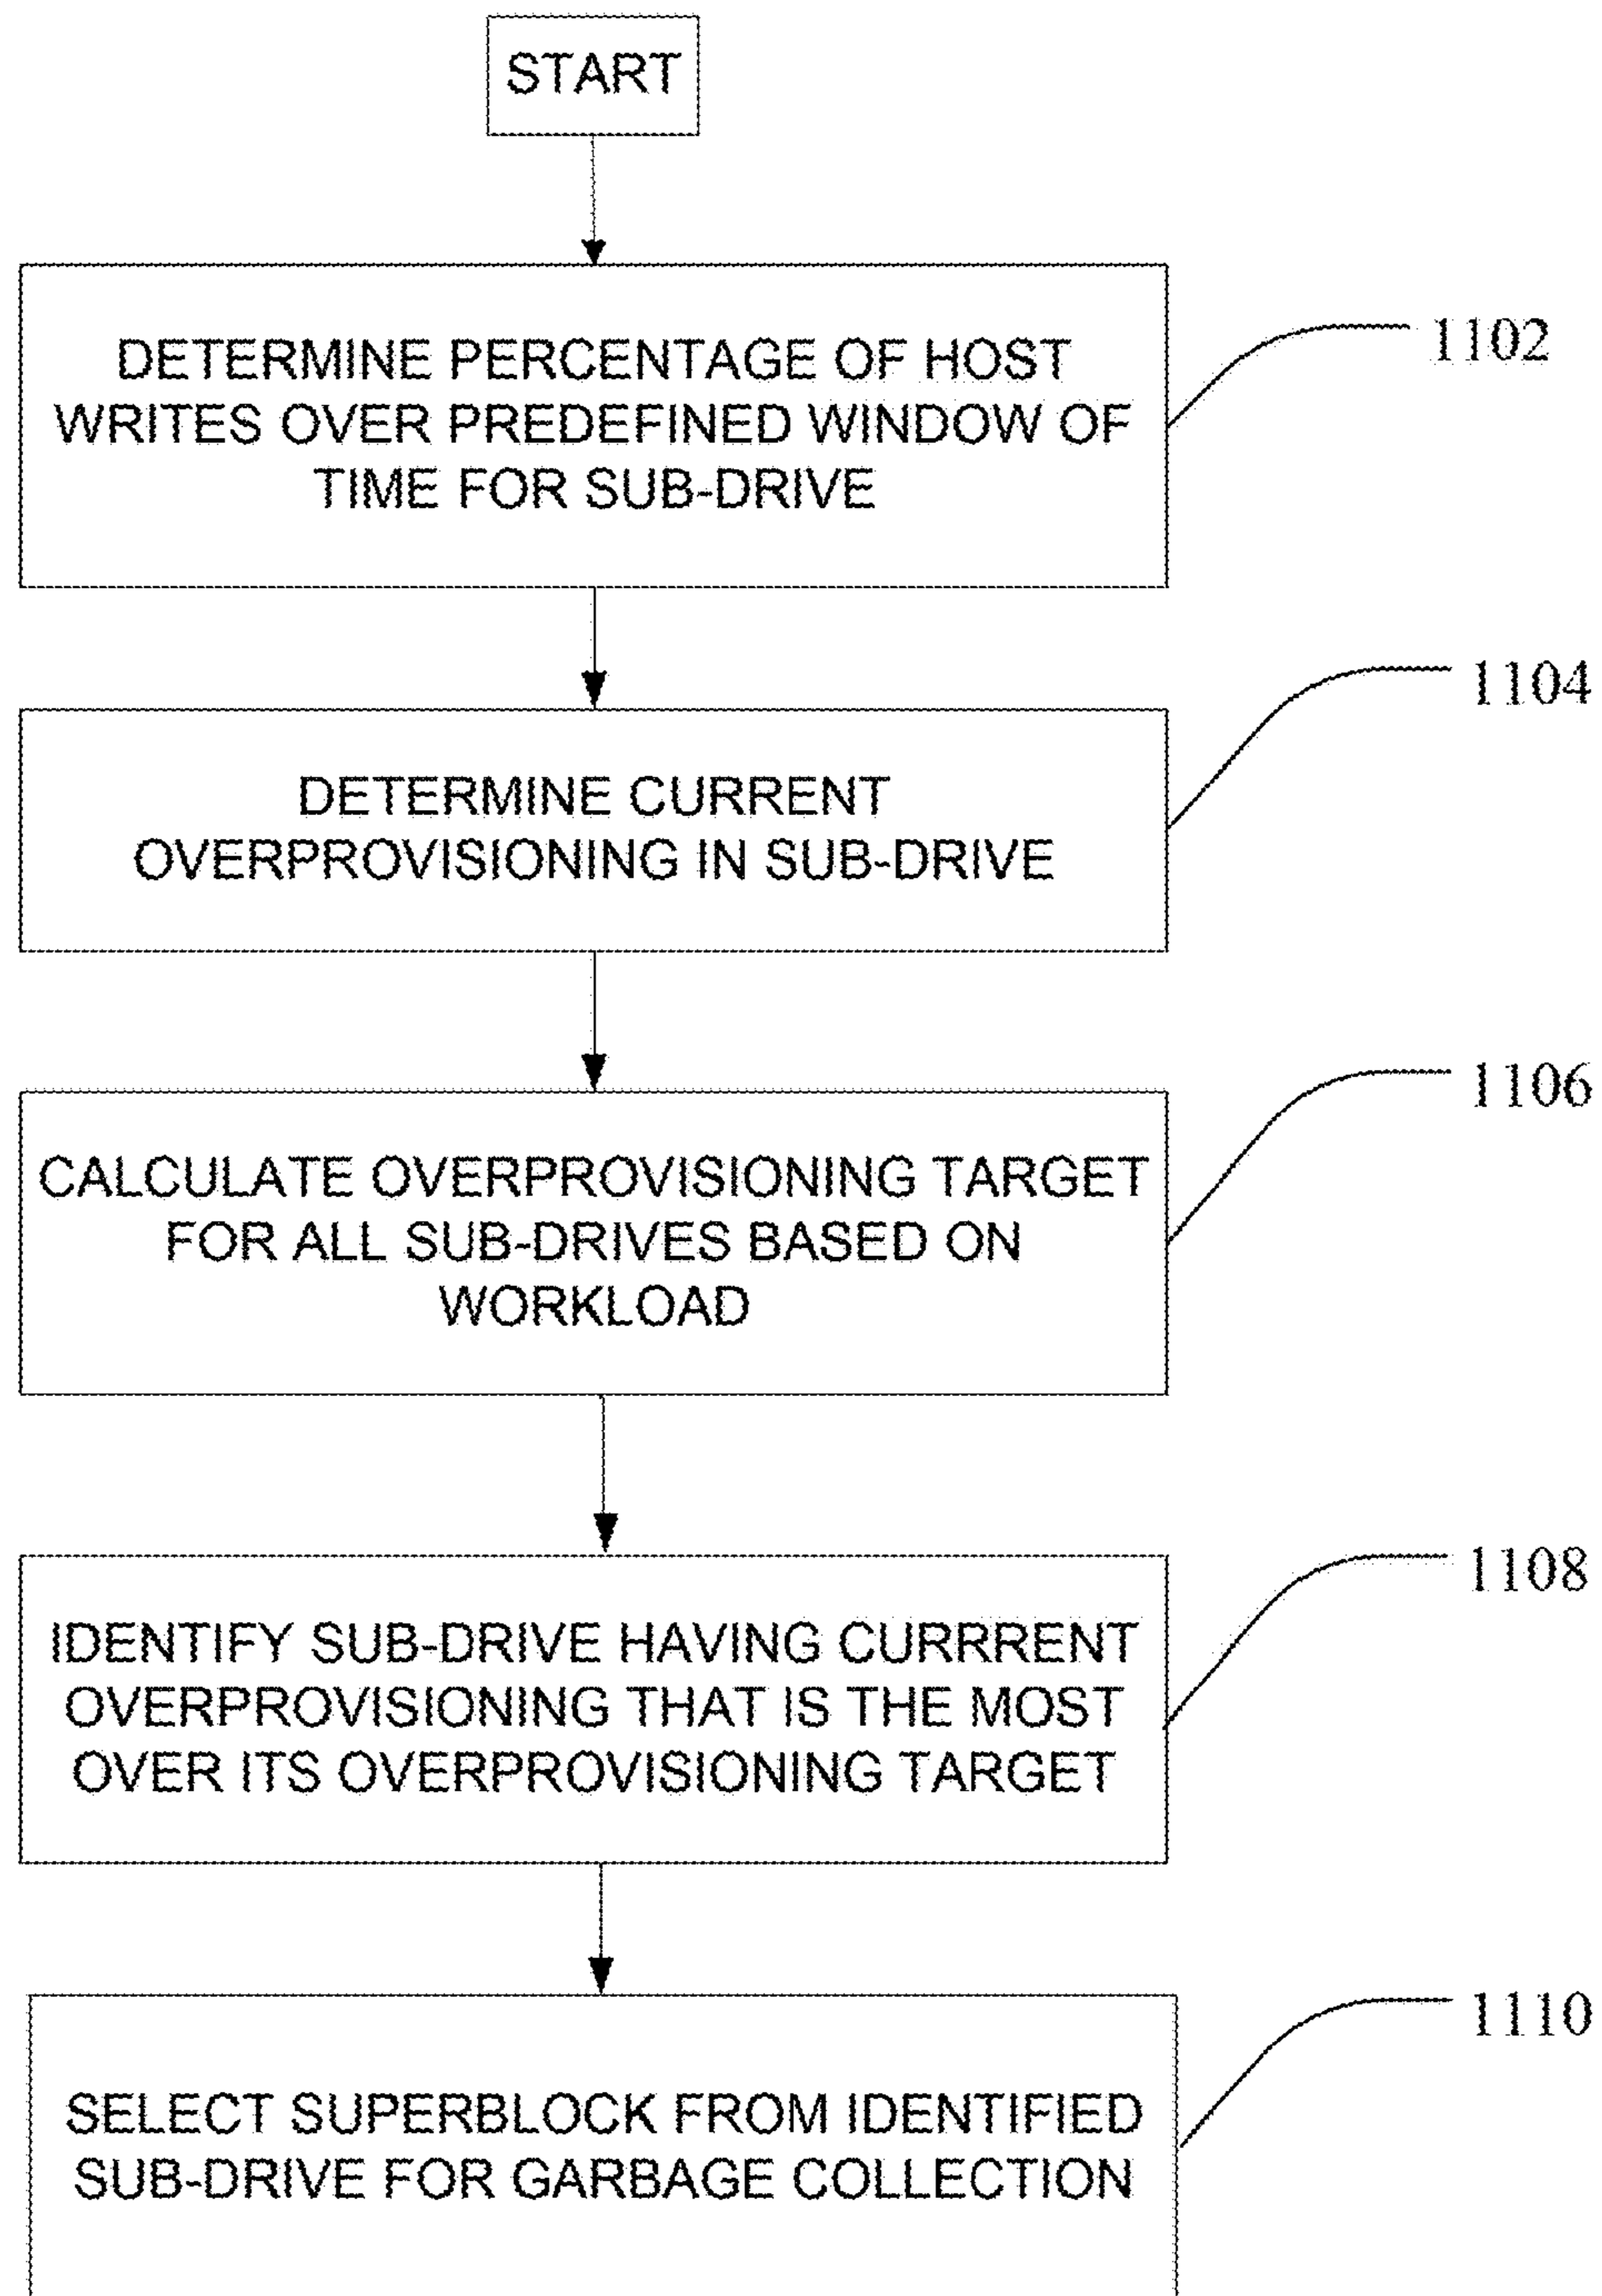 START
DETERMINE PERCENTAGE OF HOST
WRITES OVER PREDEFINED WINDOW OF
TIME FOR SUB-DRIVE
1102
DETERMINE CURRENT
OVERPROVISIONING IN SUB-DRIVE
1104
CALCULATE OVERPROVISIONING TARGET
FOR ALL SUB-DRIVES BASED ON
WORKLOAD
1106
IDENTIFY SUB-DRIVE HAVING CURRRENT
OVERPROVISIONING THAT IS THE MOST
OVER ITS OVERPROVISIONING TARGET
1108
SELECT SUPERBLOCK FROM IDENTIFIED
SUB-DRIVE FOR GARBAGE COLLECTION
1110